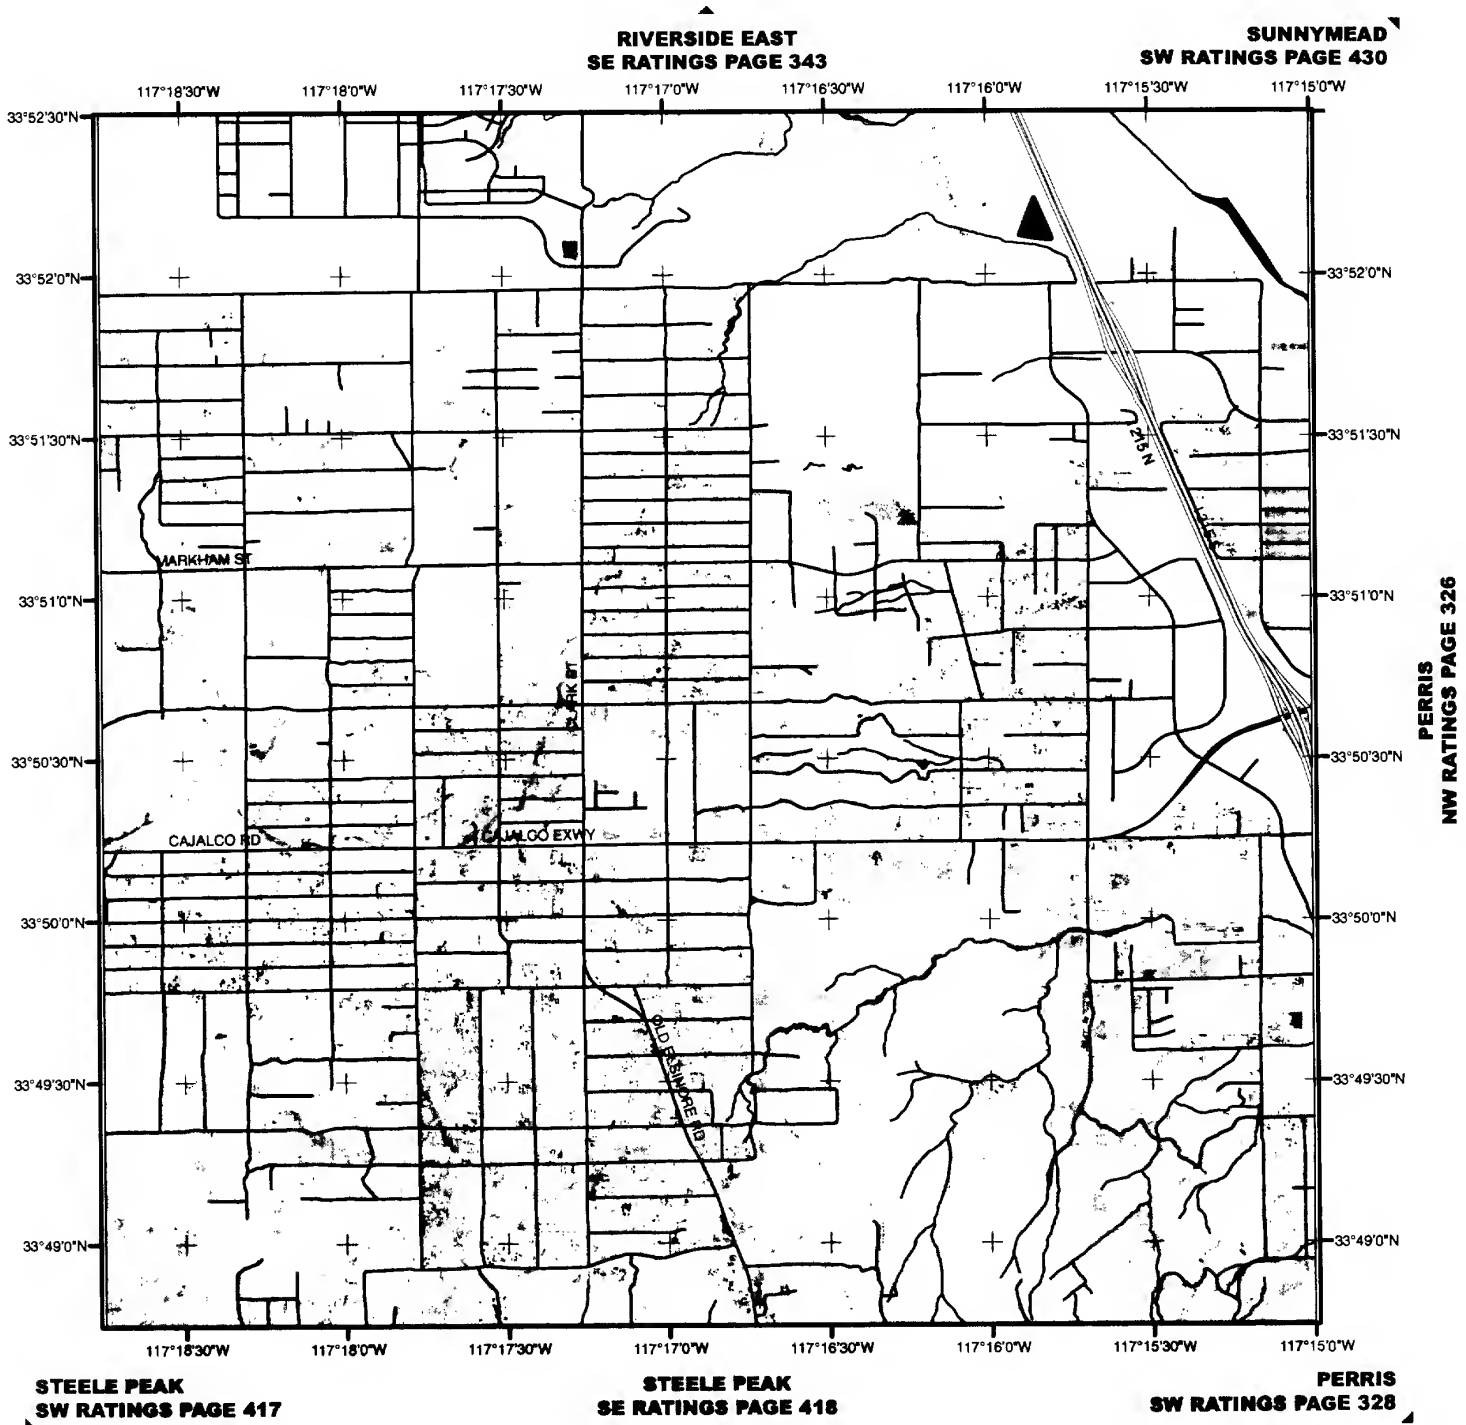 RIVERSIDE EAST
SE RATINGS PAGE 343
SUNNYMEAD
SW RATINGS PAGE 430
117°18'30"W
117°18'0"W
117°17'30"W
117°17'0"W
117°16'30"W
117°16'0"W
117°15'30"W
117°15'0"W
33°52'30"N
33°52'0"N
33°52'0"N
33°51'30"N
33°51'30"N
I 215 N
MARKHAM ST
33°51'0"N
33°51'0"N
CLARK ST
PERRIS
NW RATINGS PAGE 326
33°50'30"N
33°50'30"N
CAJALCO RD
CAJALCO EXWY
33°50'0"N
33°50'0"N
OLD ELSINORE RD
33°49'30"N
33°49'30"N
33°49'0"N
33°49'0"N
117°18'30"W
117°18'0"W
117°17'30"W
117°17'0"W
117°16'30"W
117°16'0"W
117°15'30"W
117°15'0"W
STEELE PEAK
SW RATINGS PAGE 417
STEELE PEAK
SE RATINGS PAGE 418
PERRIS
SW RATINGS PAGE 328